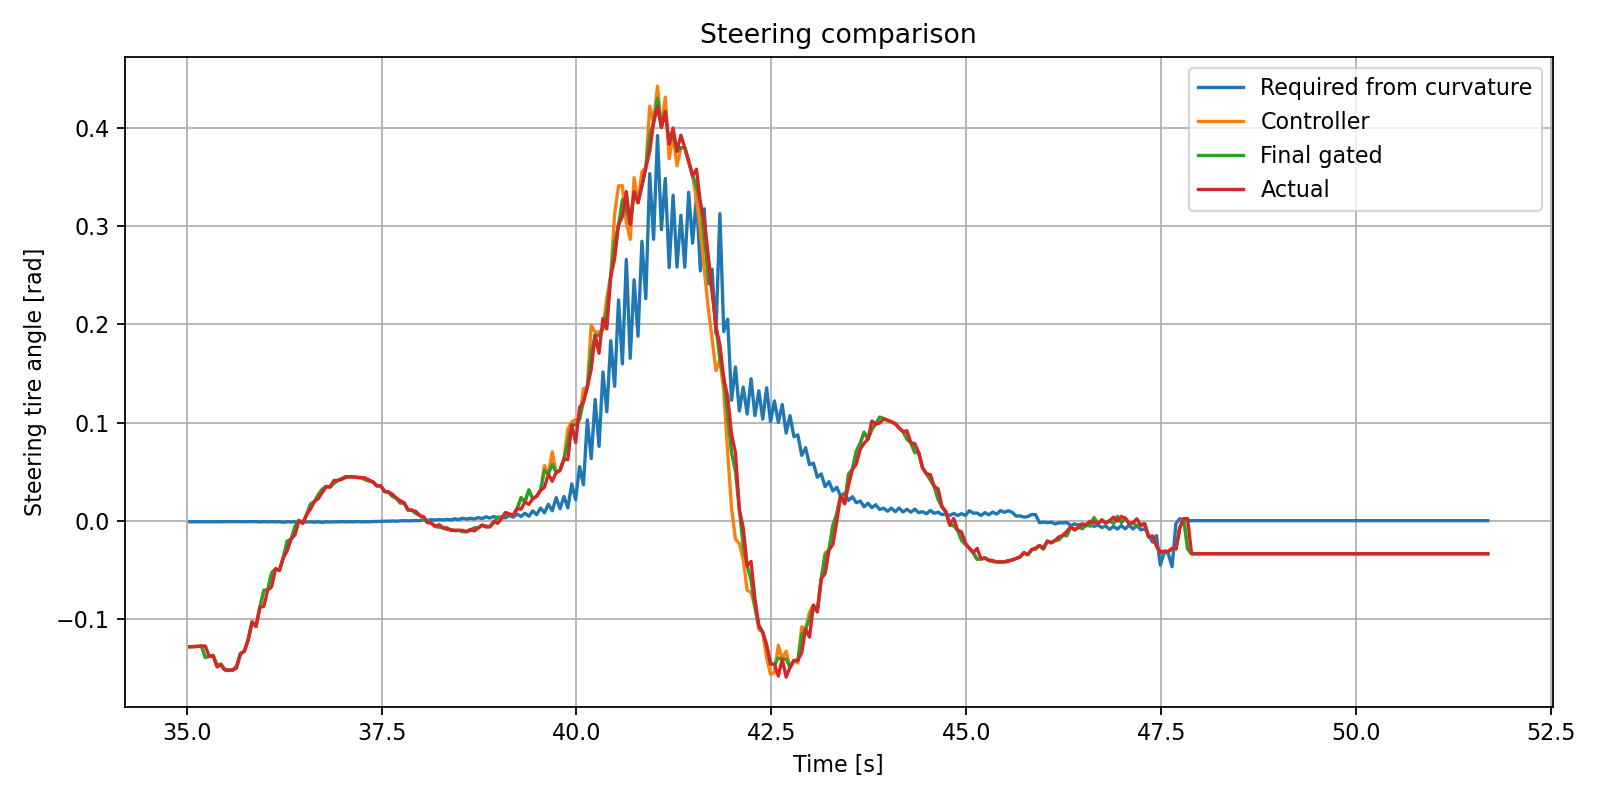 Steering comparison
Required from curvature
Controller
Final gated
Actual
Steering tire angle [rad]
0.4
0.3
0.2
0.1
0.0
−0.1
35.0 37.5 40.0 42.5 45.0 47.5 50.0 52.5
Time [s]